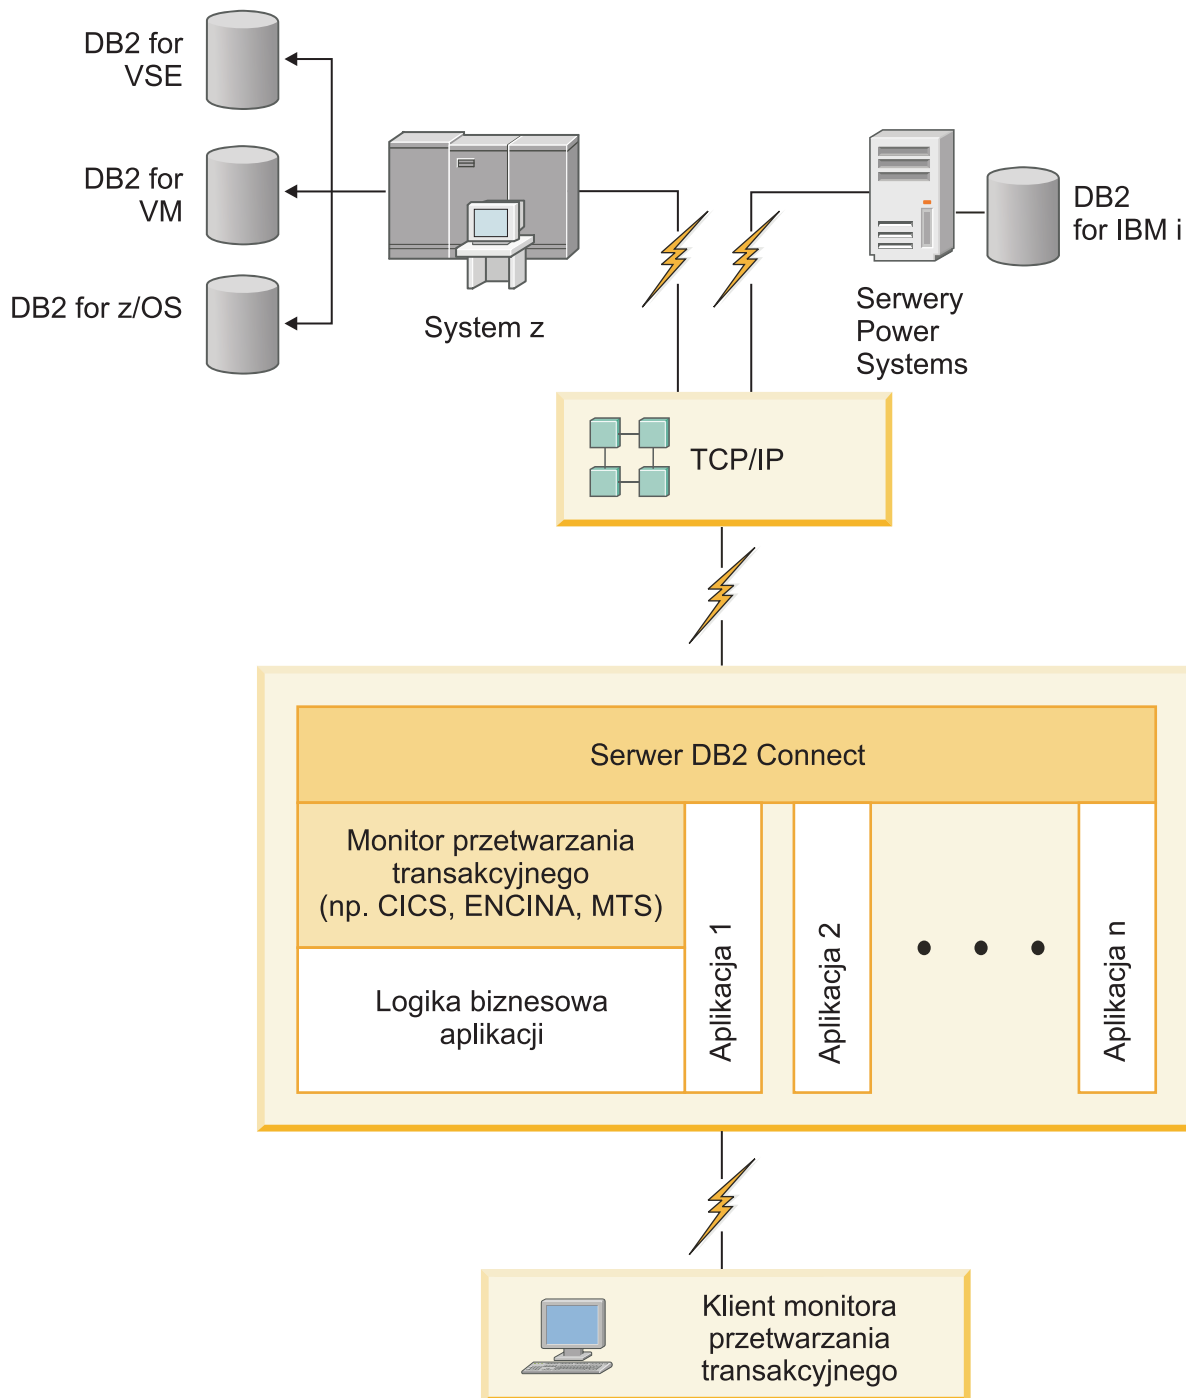 DB2 for
VSE
DB2 for
VM
DB2 for z/OS
System z
Serwery
Power
Systems
DB2
for IBM i
TCP/IP
Serwer DB2 Connect
Monitor przetwarzania
transakcyjnego
(np. CICS, ENCINA, MTS)
Logika biznesowa
aplikacji
Aplikacja 1
Aplikacja 2
Aplikacja n
Klient monitora
przetwarzania
transakcyjnego